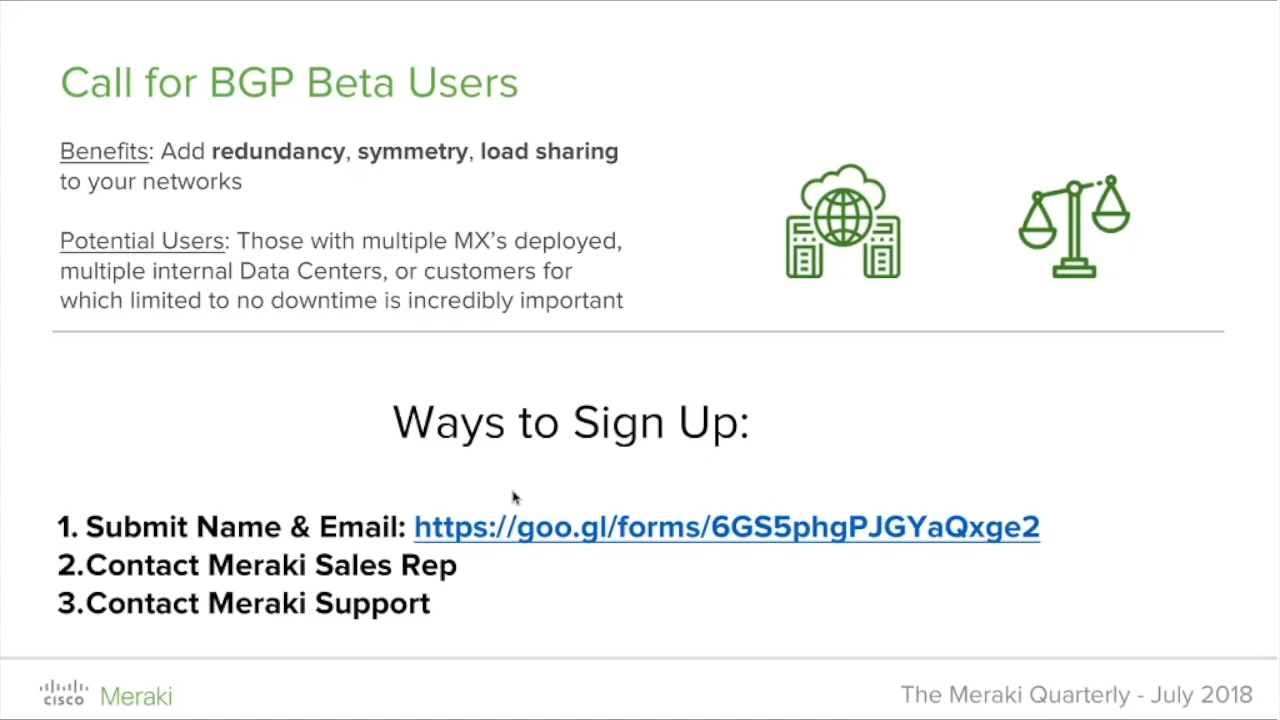 Call for BGP Beta Users
Benefits: Add redundancy, symmetry, load sharing
to your networks
Potential Users: Those with multiple MX's deployed,
multiple internal Data Centers, or customers for
which limited to no downtime is incredibly important
Ways to Sign Up:
1. Submit Name & Email: https://goo.gl/forms/6GS5phgPJGYaQxge2
2.Contact Meraki Sales Rep
3.Contact Meraki Support
cisco Meraki
The Meraki Quarterly - July 2018